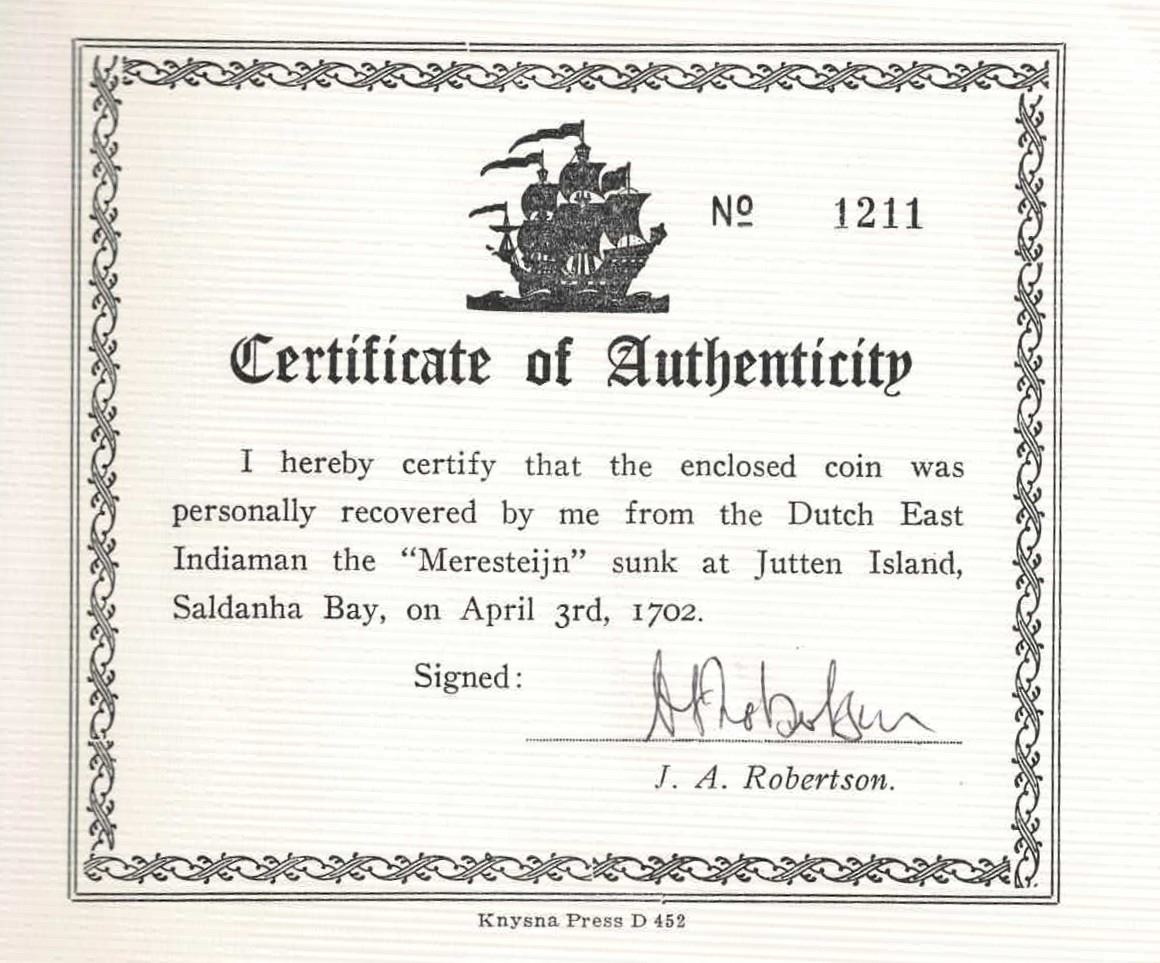 Nº 1211
Certificate of Authenticity
I hereby certify that the enclosed coin was
personally recovered by me from the Dutch East
Indiaman the “Meresteijn” sunk at Jutten Island,
Saldanha Bay, on April 3rd, 1702.
Signed: A Robertson
J. A. Robertson.
Knysna Press D 452